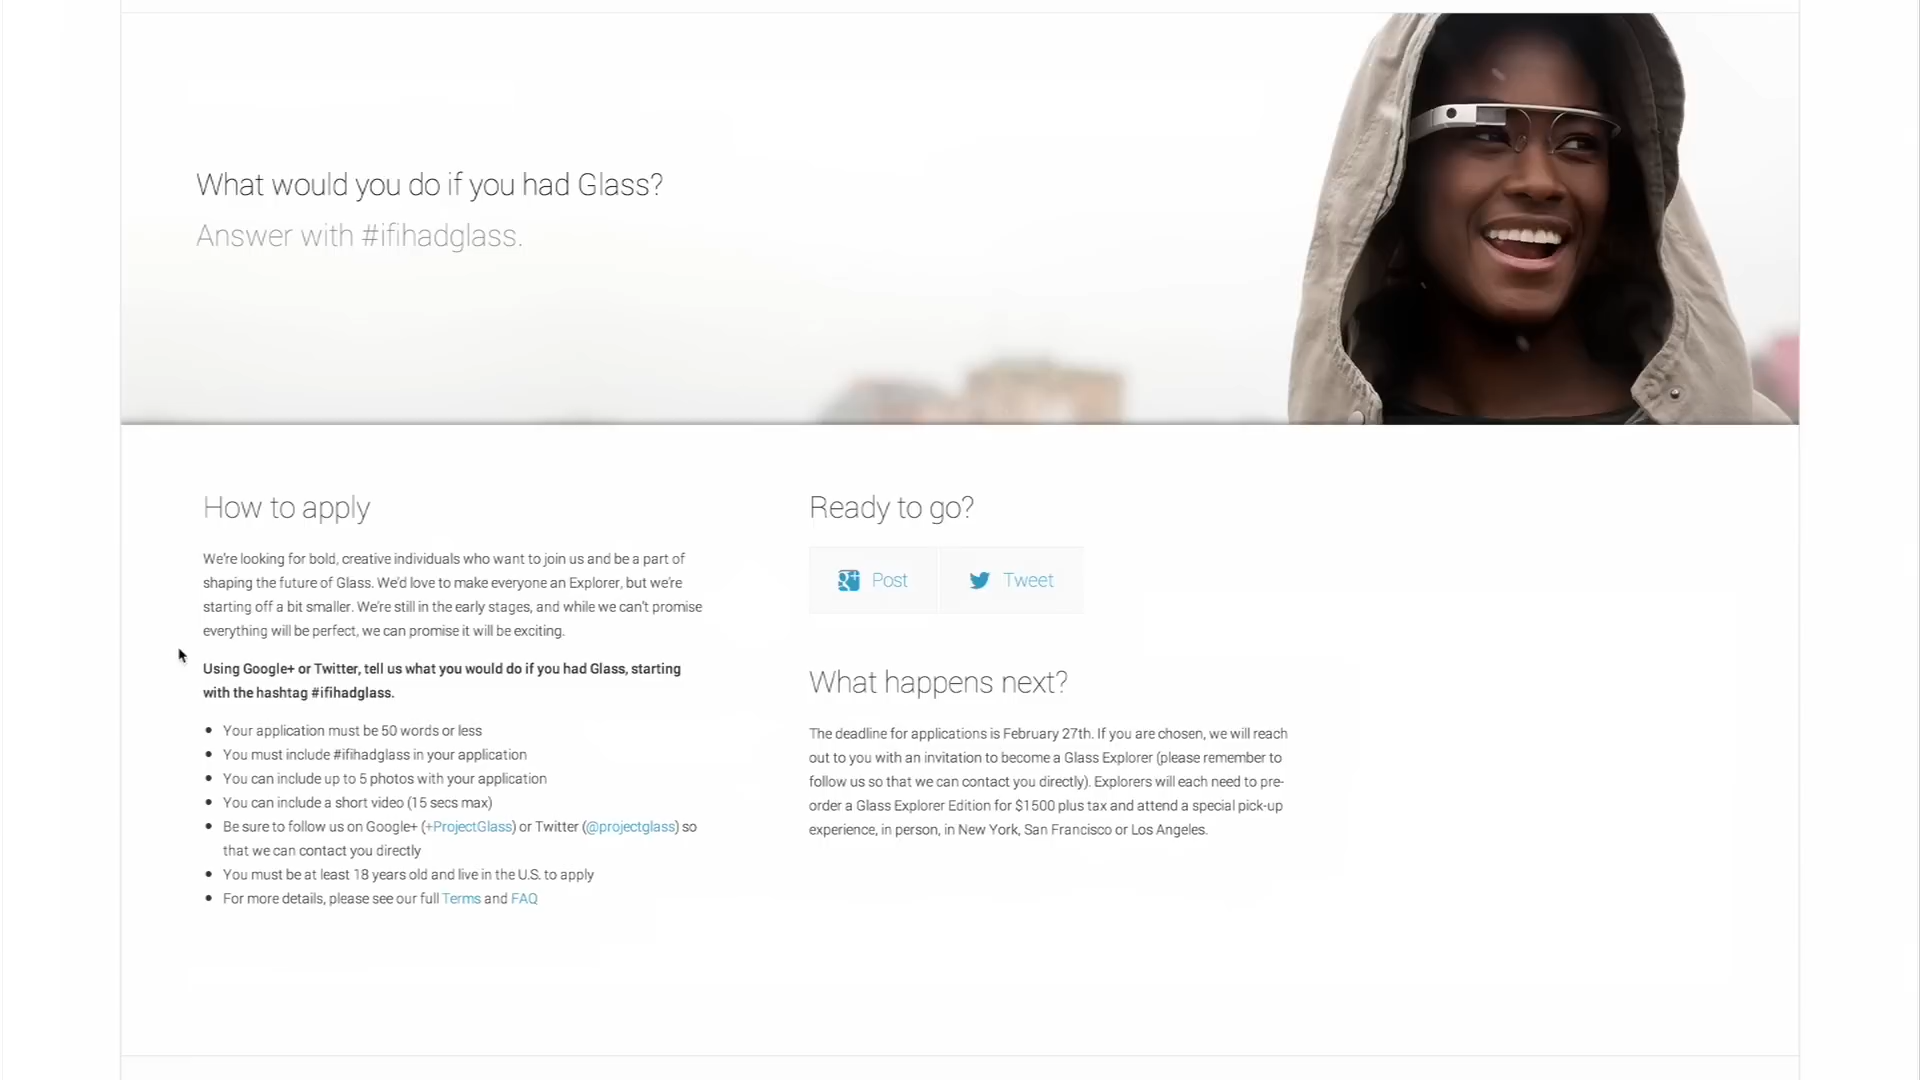 What would you do if you had Glass?
Answer with #ifihadglass.
How to apply
We're looking for bold, creative individuals who want to join us and be a part of
shaping the future of Glass. We'd love to make everyone an Explorer, but we're
starting off a bit smaller. We're still in the early stages, and while we can't promise
everything will be perfect, we can promise it will be exciting.
Using Google+ or Twitter, tell us what you would do if you had Glass, starting
with the hashtag #ifihadglass.
• Your application must be 50 words or less
• You must include #ifihadglass in your application
• You can include up to 5 photos with your application
• You can include a short video (15 secs max)
• Be sure to follow us on Google+ (+ProjectGlass) or Twitter (@projectglass) so
that we can contact you directly
• You must be at least 18 years old and live in the U.S. to apply
• For more details, please see our full Terms and FAQ
Ready to go?
g+ Post
Tweet
What happens next?
The deadline for applications is February 27th. If you are chosen, we will reach
out to you with an invitation to become a Glass Explorer (please remember to
follow us so that we can contact you directly). Explorers will each need to pre-
order a Glass Explorer Edition for $1500 plus tax and attend a special pick-up
experience, in person, in New York, San Francisco or Los Angeles.